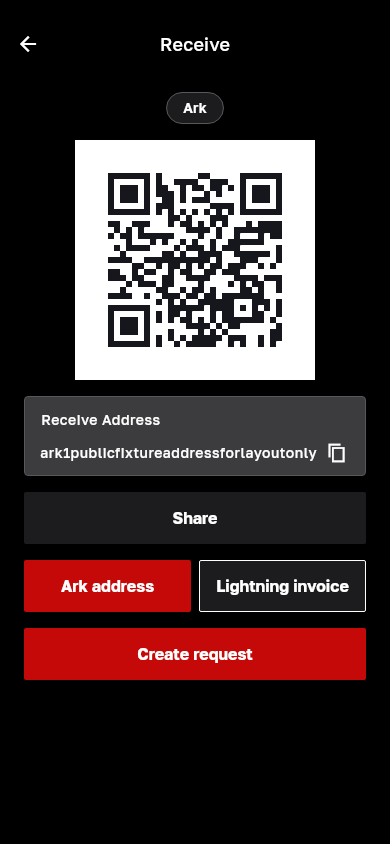 Receive
Ark
Receive Address
ark1publicfixtureaddressforlayoutonly
Share
Ark address
Lightning invoice
Create request